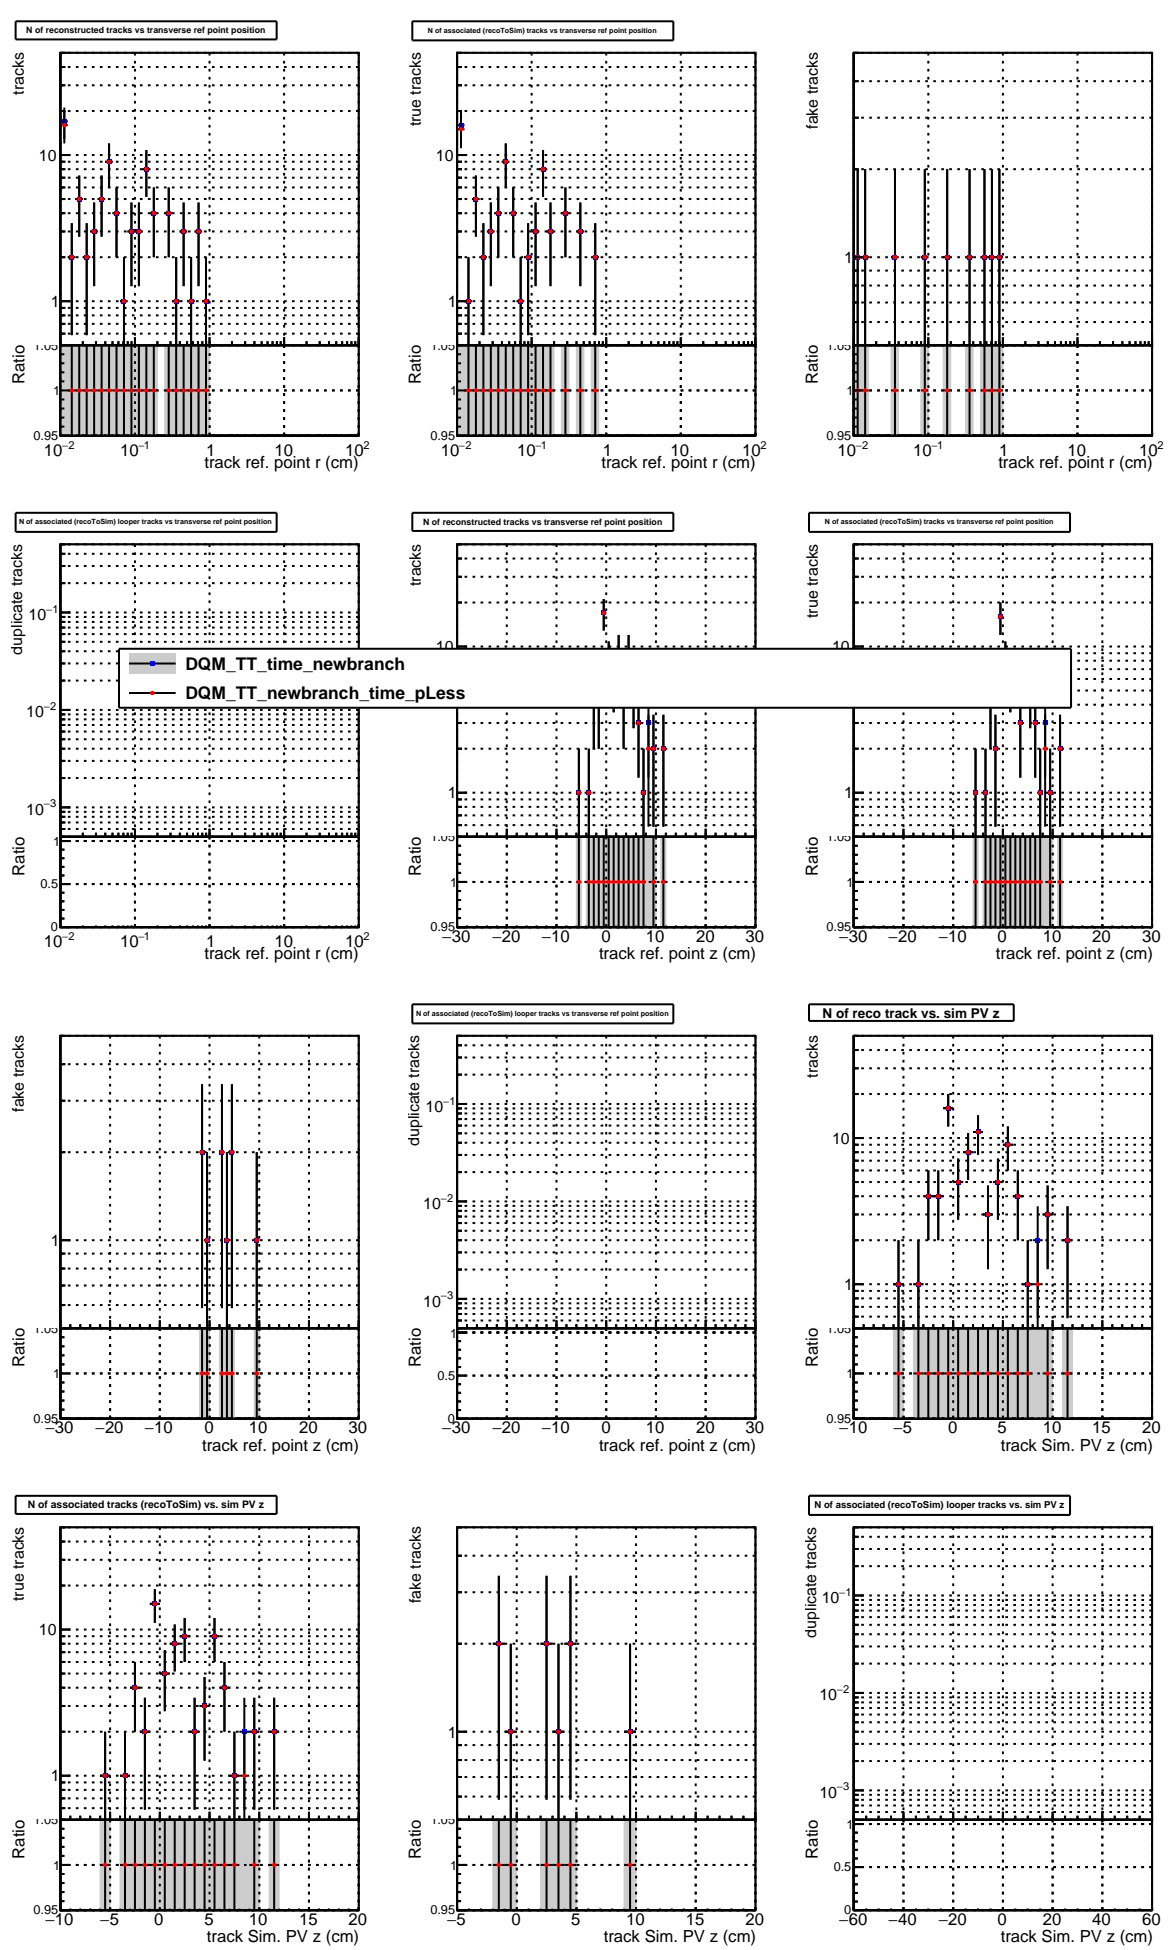 N of reconstructed tracks vs transverse ref point position
tracks
10
1
1.05
Ratio
1
0.95
10−2 10−1 1 10 102
track ref. point r (cm)
N of associated (recoToSim) tracks vs transverse ref point position
true tracks
10
1
1.05
Ratio
1
0.95
10−2 10−1 1 10 102
track ref. point r (cm)
fake tracks
1
1.05
Ratio
1
0.95
10−2 10−1 1 10 102
track ref. point r (cm)
N of associated (recoToSim) looper tracks vs transverse ref point position
duplicate tracks
10−1
10−2
10−3
Ratio
1
0.5
0
10−2 10−1 1 10 102
track ref. point r (cm)
N of reconstructed tracks vs transverse ref point position
tracks
10
1
1.05
Ratio
1
0.95
−30 −20 −10 0 10 20 30
track ref. point z (cm)
N of associated (recoToSim) tracks vs transverse ref point position
true tracks
10
1
1.05
Ratio
1
0.95
−30 −20 −10 0 10 20 30
track ref. point z (cm)
DQM_TT_time_newbranch
DQM_TT_newbranch_time_pLess
fake tracks
1
1.05
Ratio
1
0.95
−30 −20 −10 0 10 20 30
track ref. point z (cm)
N of associated (recoToSim) looper tracks vs transverse ref point position
duplicate tracks
10−1
10−2
10−3
Ratio
1
0.5
0
−30 −20 −10 0 10 20 30
track ref. point z (cm)
N of reco track vs. sim PV z
tracks
10
1
1.05
Ratio
1
0.95
−10 −5 0 5 10 15 20
track Sim. PV z (cm)
N of associated tracks (recoToSim) vs. sim PV z
true tracks
10
1
1.05
Ratio
1
0.95
−10 −5 0 5 10 15 20
track Sim. PV z (cm)
fake tracks
1
1.05
Ratio
1
0.95
−5 0 5 10 15 20
track Sim. PV z (cm)
N of associated (recoToSim) looper tracks vs. sim PV z
duplicate tracks
10−1
10−2
10−3
Ratio
1
0.5
0
−60 −40 −20 0 20 40 60
track Sim. PV z (cm)